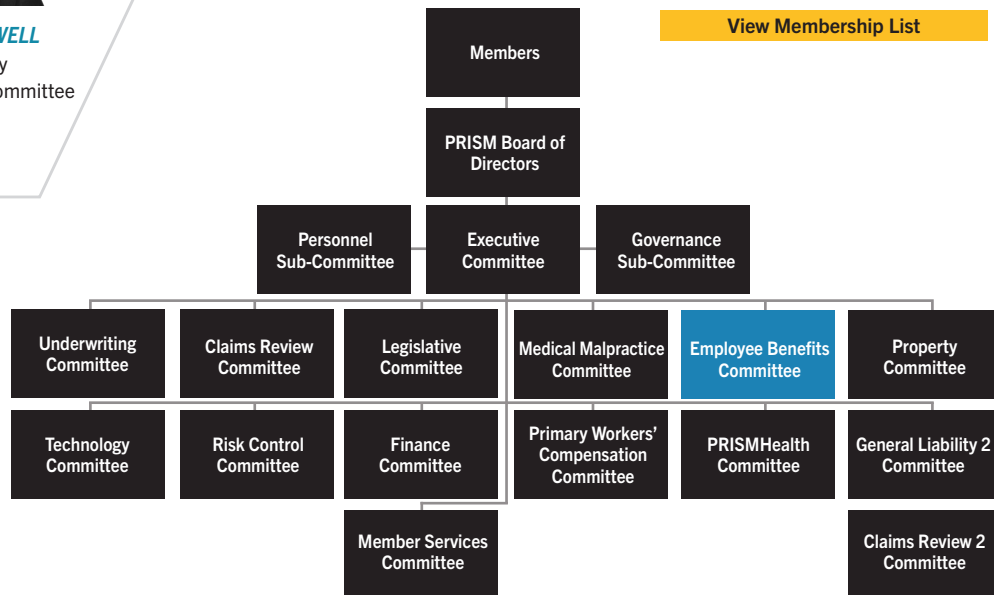 WELL
y
ommittee
View Membership List
Members
PRISM Board of
Directors
Personnel
Sub-Committee
Executive
Committee
Governance
Sub-Committee
Underwriting
Committee
Claims Review
Committee
Legislative
Committee
Medical Malpractice
Committee
Employee Benefits
Committee
Property
Committee
Technology
Committee
Risk Control
Committee
Finance
Committee
Primary Workers'
Compensation
Committee
PRISMHealth
Committee
General Liability 2
Committee
Member Services
Committee
Claims Review 2
Committee